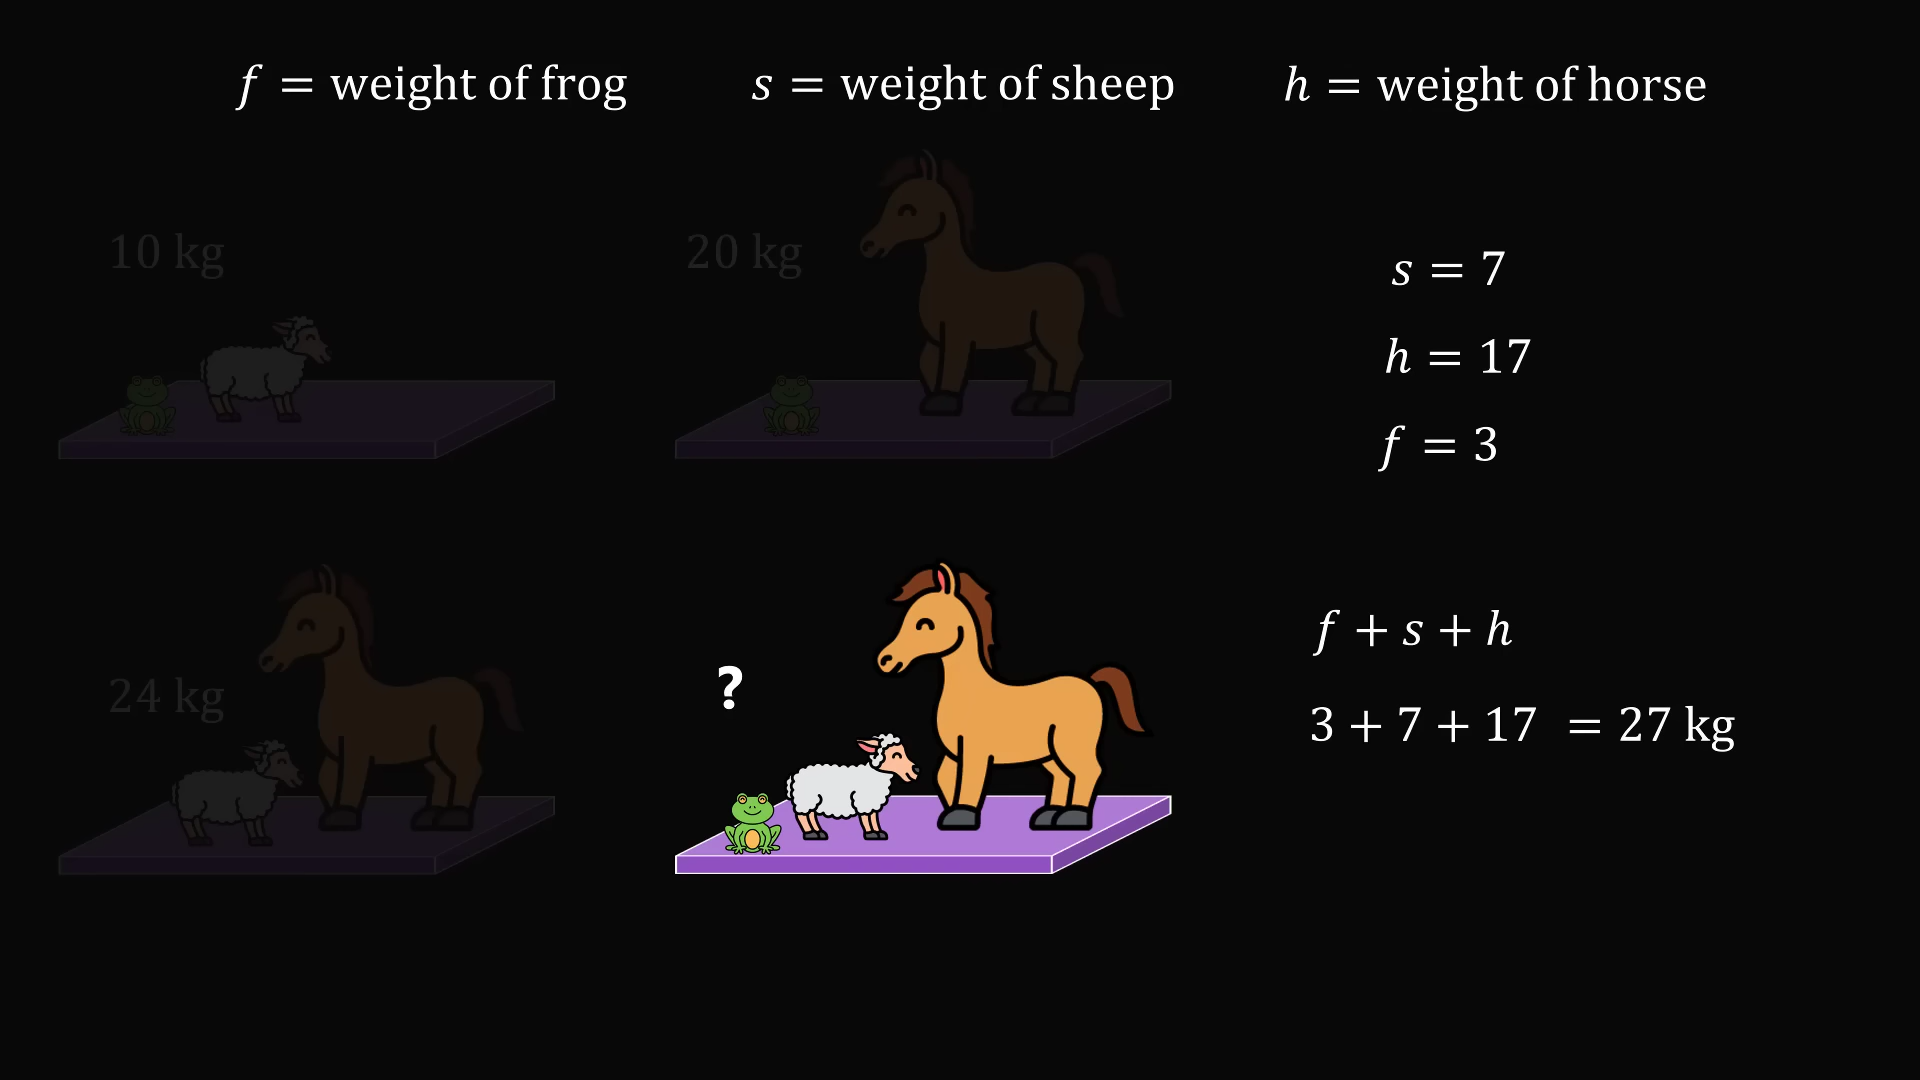 f = weight of frog
s = weight of sheep
h = weight of horse
10 kg
20 kg
s = 7
h = 17
f = 3
24 kg
?
f + s + h
3 + 7 + 17 = 27 kg